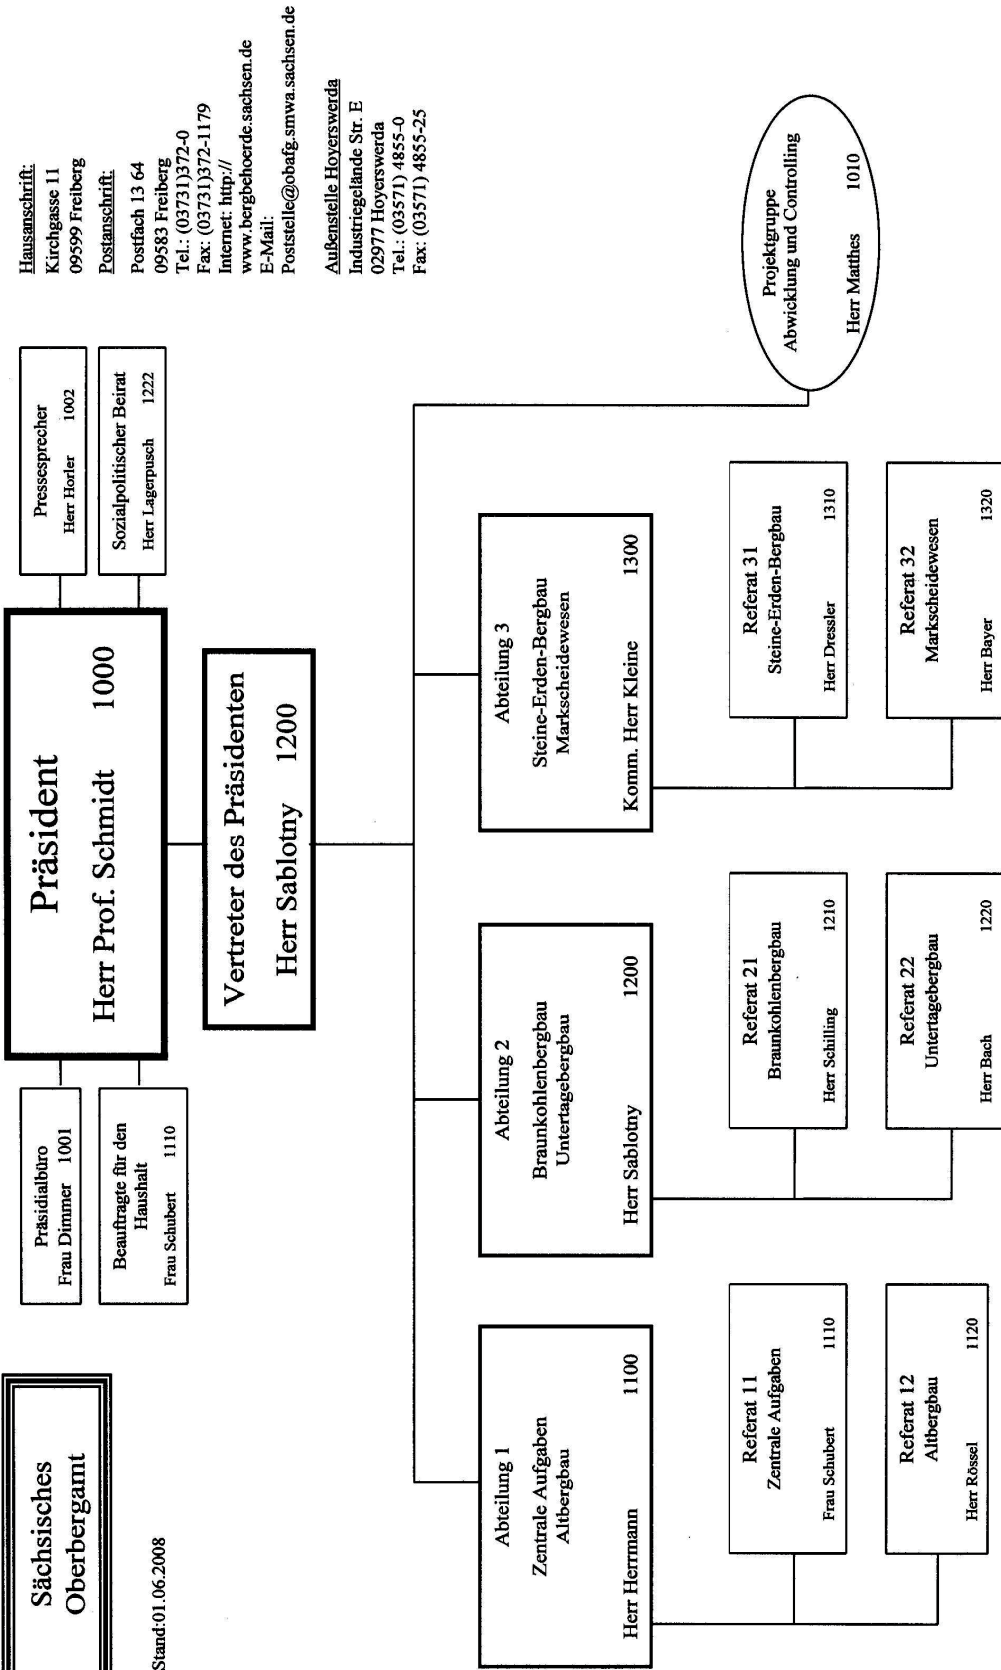 Sächsisches
Oberbergamt
Stand:01.06.2008
Präsidialbüro
Frau Dimmer 1001
Beauftragte für den
Haushalt
Frau Schubert 1110
Präsident
Herr Prof. Schmidt 1000
Pressesprecher
Herr Horler 1002
Sozialpolitischer Beirat
Herr Lagerpusch 1222
Hausanschrift:
Kirchgasse 11
09599 Freiberg
Postanschrift:
Postfach 13 64
09583 Freiberg
Tel.: (03731)372-0
Fax: (03731)372-1179
Internet: http://
www.bergbehoerde.sachsen.de
E-Mail:
Poststelle@obafg.smwa.sachsen.de
Außenstelle Hoyerswerda
Industriegelände Str. E
02977 Hoyerswerda
Tel.: (03571) 4855-0
Fax: (03571) 4855-25
Vertreter des Präsidenten
Herr Sablotny 1200
Abteilung 1
Zentrale Aufgaben
Altbergbau
Herr Herrmann 1100
Abteilung 2
Braunkohlenbergbau
Untertagebergbau
Herr Sablotny 1200
Abteilung 3
Steine-Erden-Bergbau
Markscheidewesen
Komm. Herr Kleine 1300
Projektgruppe
Abwicklung und Controlling
Herr Matthes 1010
Referat 11
Zentrale Aufgaben
Frau Schubert 1110
Referat 21
Braunkohlenbergbau
Herr Schilling 1210
Referat 31
Steine-Erden-Bergbau
Herr Dressler 1310
Referat 12
Altbergbau
Herr Rössel 1120
Referat 22
Untertagebergbau
Herr Bach 1220
Referat 32
Markscheidewesen
Herr Bayer 1320